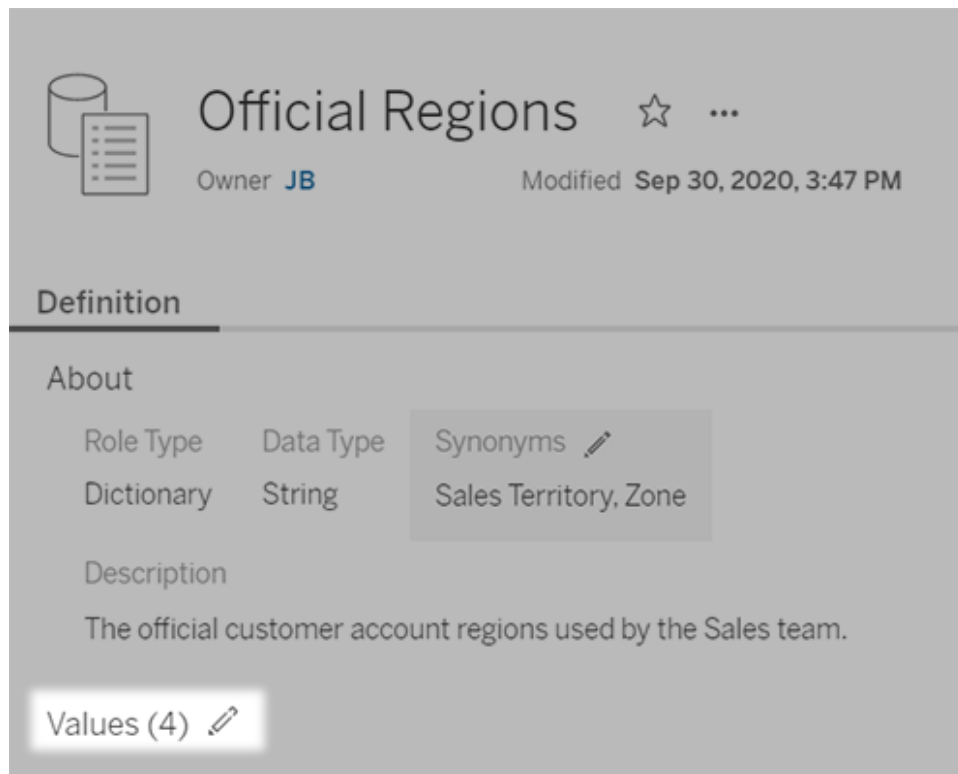 Official Regions
Owner JB Modified Sep 30, 2020, 3:47 PM
Definition
About
Role Type Data Type Synonyms
Dictionary String Sales Territory, Zone
Description
The official customer account regions used by the Sales team.
Values (4)